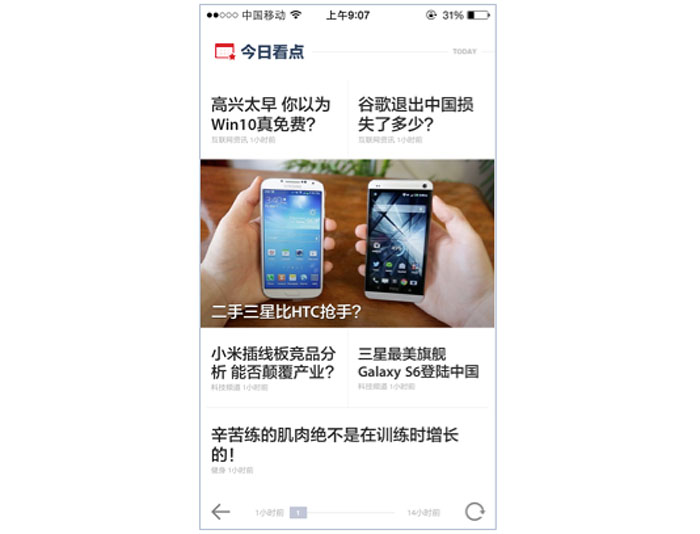 中国移动 上午9:07 31%
今日看点 TODAY
高兴太早 你以为
Win10真免费？
互联网资讯 1小时前
谷歌退出中国损
失了多少？
互联网资讯 1小时前
二手三星比HTC抢手？
小米插线板竞品分
析 能否颠覆产业？
科技频道 1小时前
三星最美旗舰
Galaxy S6登陆中国
科技频道 1小时前
辛苦练的肌肉绝不是在训练时增长
的！
健身 1小时前
1小时前 1 14小时前